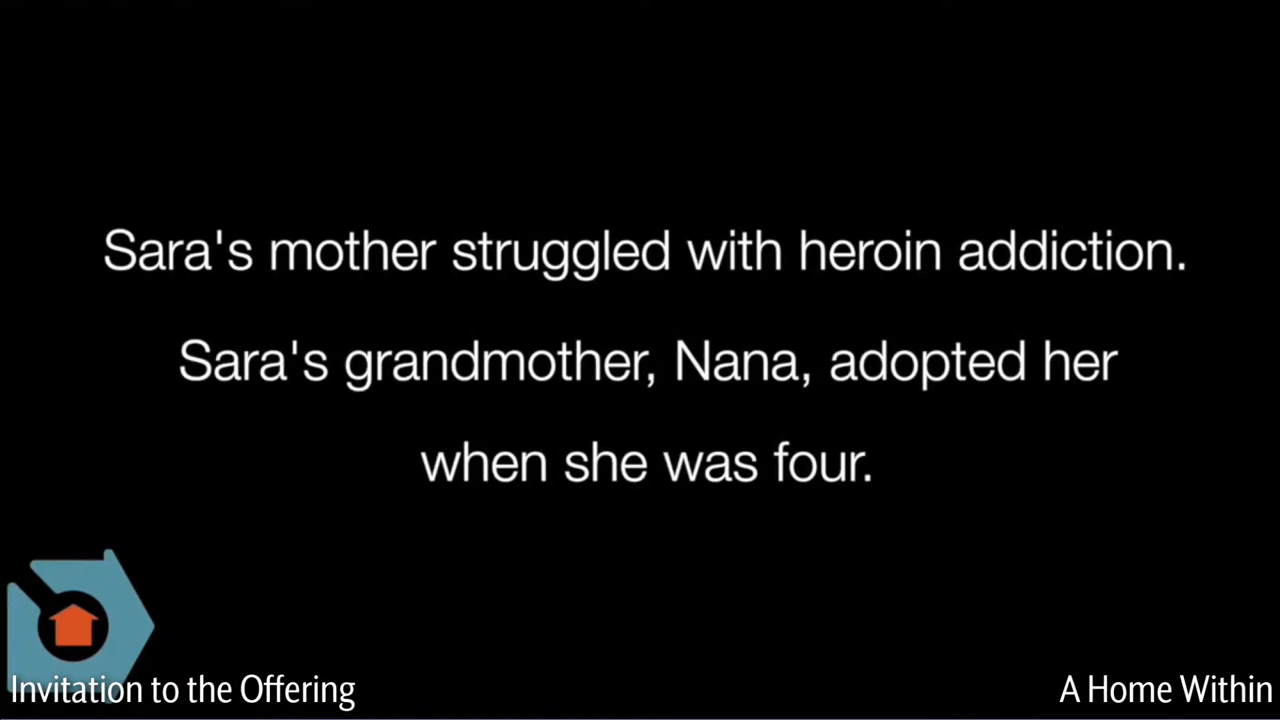 Sara's mother struggled with heroin addiction.
Sara's grandmother, Nana, adopted her
when she was four.
Invitation to the Offering
A Home Within